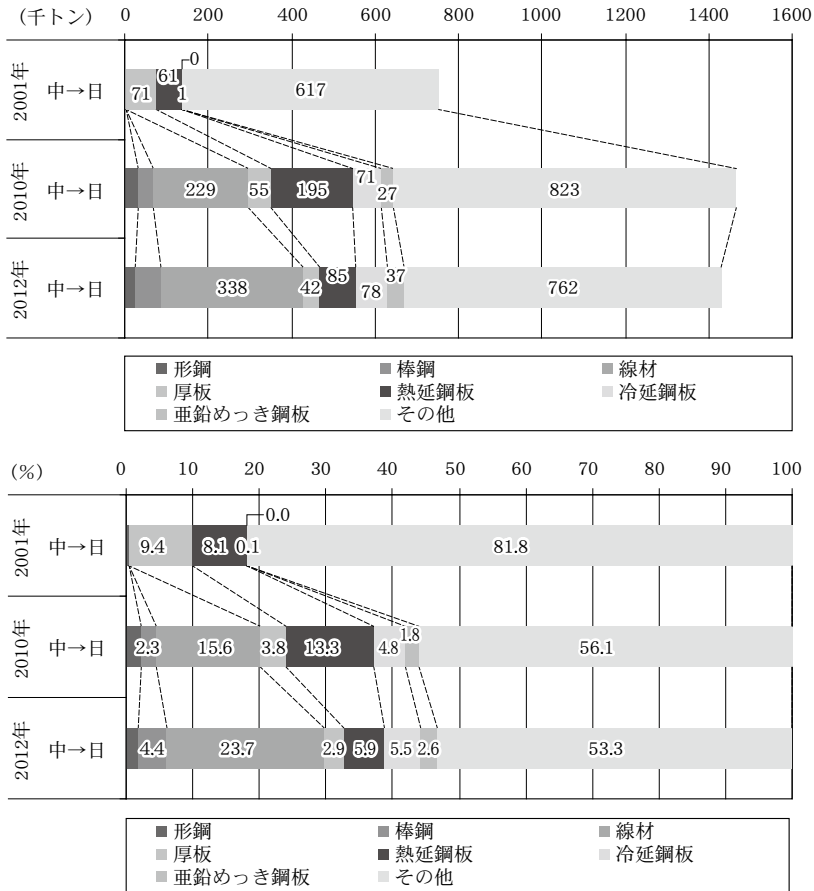 (千トン) 0 200 400 600 800 1000 1200 1400 1600
2001年 中→日 71 61 1 0 617
2010年 中→日 229 55 195 71 27 823
2012年 中→日 338 42 85 78 37 762
形鋼 棒鋼 線材
厚板 熱延鋼板 冷延鋼板
亜鉛めっき鋼板 その他
(%) 0 10 20 30 40 50 60 70 80 90 100
2001年 中→日 9.4 8.1 0.1 0.0 81.8
2010年 中→日 2.3 15.6 3.8 13.3 4.8 1.8 56.1
2012年 中→日 4.4 23.7 2.9 5.9 5.5 2.6 53.3
形鋼 棒鋼 線材
厚板 熱延鋼板 冷延鋼板
亜鉛めっき鋼板 その他